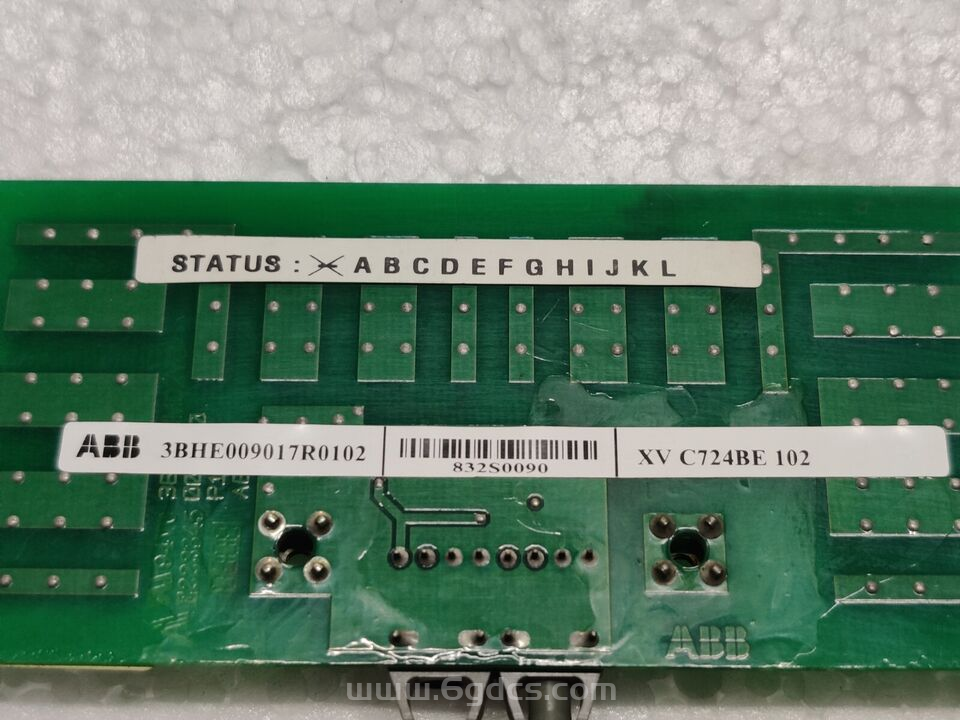 STATUS : A B C D E F G H I J K L
ABB 3BHE009017R0102 832S0090 XV C724BE 102
ABB
www.6gdcs.com